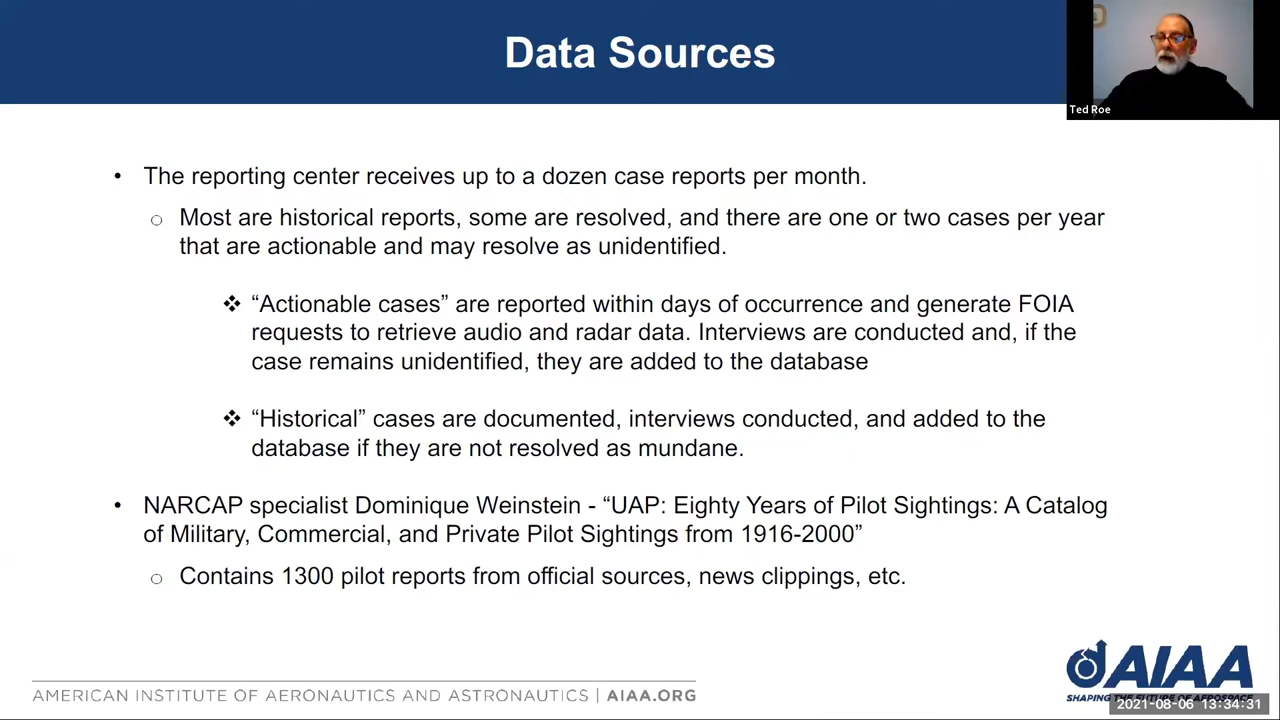 Data Sources
Ted Roe
• The reporting center receives up to a dozen case reports per month.
○ Most are historical reports, some are resolved, and there are one or two cases per year
that are actionable and may resolve as unidentified.
❖ “Actionable cases” are reported within days of occurrence and generate FOIA
requests to retrieve audio and radar data. Interviews are conducted and, if the
case remains unidentified, they are added to the database
❖ “Historical” cases are documented, interviews conducted, and added to the
database if they are not resolved as mundane.
• NARCAP specialist Dominique Weinstein - “UAP: Eighty Years of Pilot Sightings: A Catalog
of Military, Commercial, and Private Pilot Sightings from 1916-2000”
○ Contains 1300 pilot reports from official sources, news clippings, etc.
AMERICAN INSTITUTE OF AERONAUTICS AND ASTRONAUTICS | AIAA.ORG
AIAA
SHAPING THE FUTURE OF AEROSPACE
2021-08-06 13:34:31